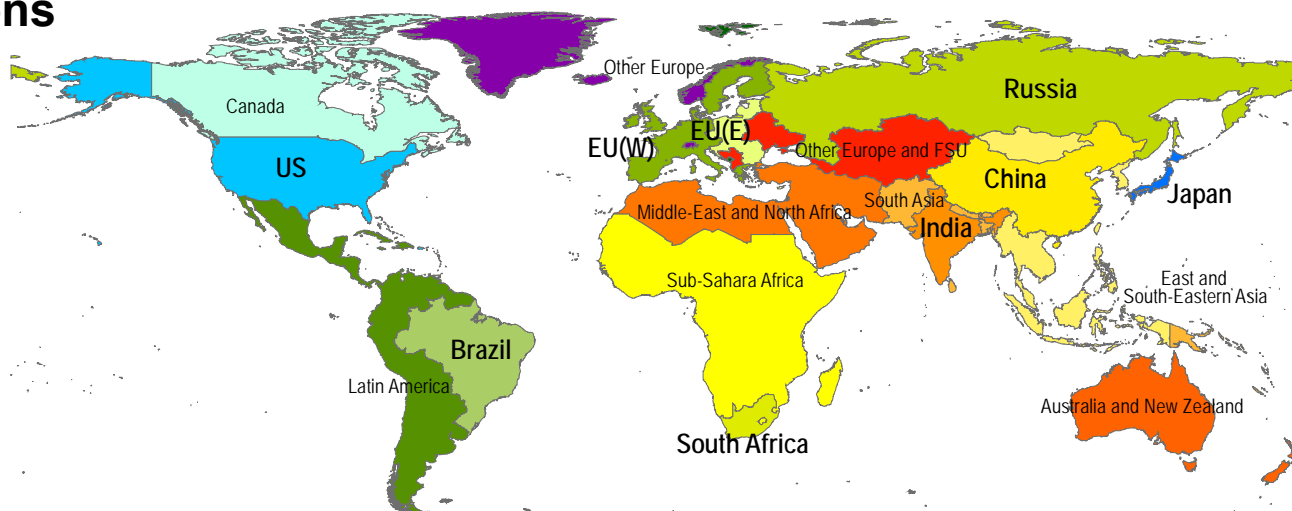 ons
Other Europe
Russia
Canada
EU(E)
EU(W)
Other Europe and FSU
US
China
Japan
South Asia
Middle-East and North Africa
India
Sub-Sahara Africa
East and
South-Eastern Asia
Brazil
Latin America
Australia and New Zealand
South Africa